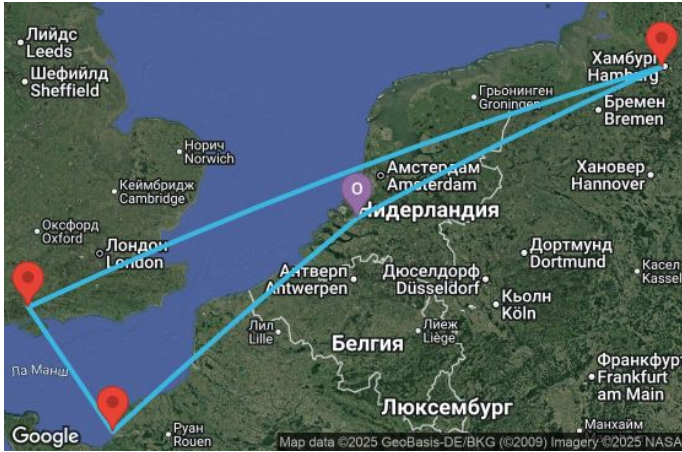 Лийдс
Leeds
Шефийлд
Sheffield
Хамбург
Hamburg
Грьонинген
Groningen
Бремен
Bremen
Норич
Norwich
Амстердам
Amsterdam
Хановер
Hannover
Кеймбридж
Cambridge
O
Нидерландия
Оксфорд
Oxford
Лондон
London
Дортмунд
Dortmund
Антверп
Antwerpen
Дюселдорф
Düsseldorf
Касел
Kassel
Кьолн
Köln
Лил
Lille
Белгия
Лиеж
Liège
Ла Манш
Франкфурт
Frankfurt
am Main
Люксембург
Руан
Rouen
Манхайм
Google
Map data ©2025 GeoBasis-DE/BKG (©2009) Imagery ©2025 NASA